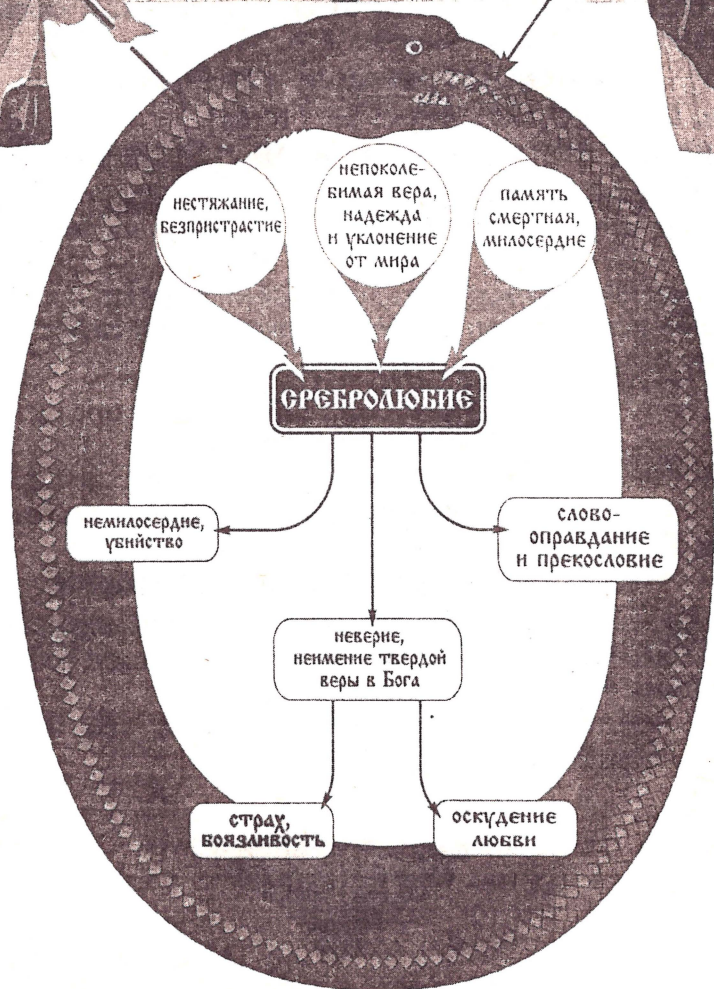 нестяжание,
безпристрастие
непоколе-
бимая вера,
надежда
и уклонение
от мира
память
смертная,
милосердие
СРЕБРОЛЮБИЕ
немилосердие,
убийство
слово-
оправдание
и прекословие
неверие,
неимение твердой
веры в Бога
страх,
боязливость
оскудение
любви